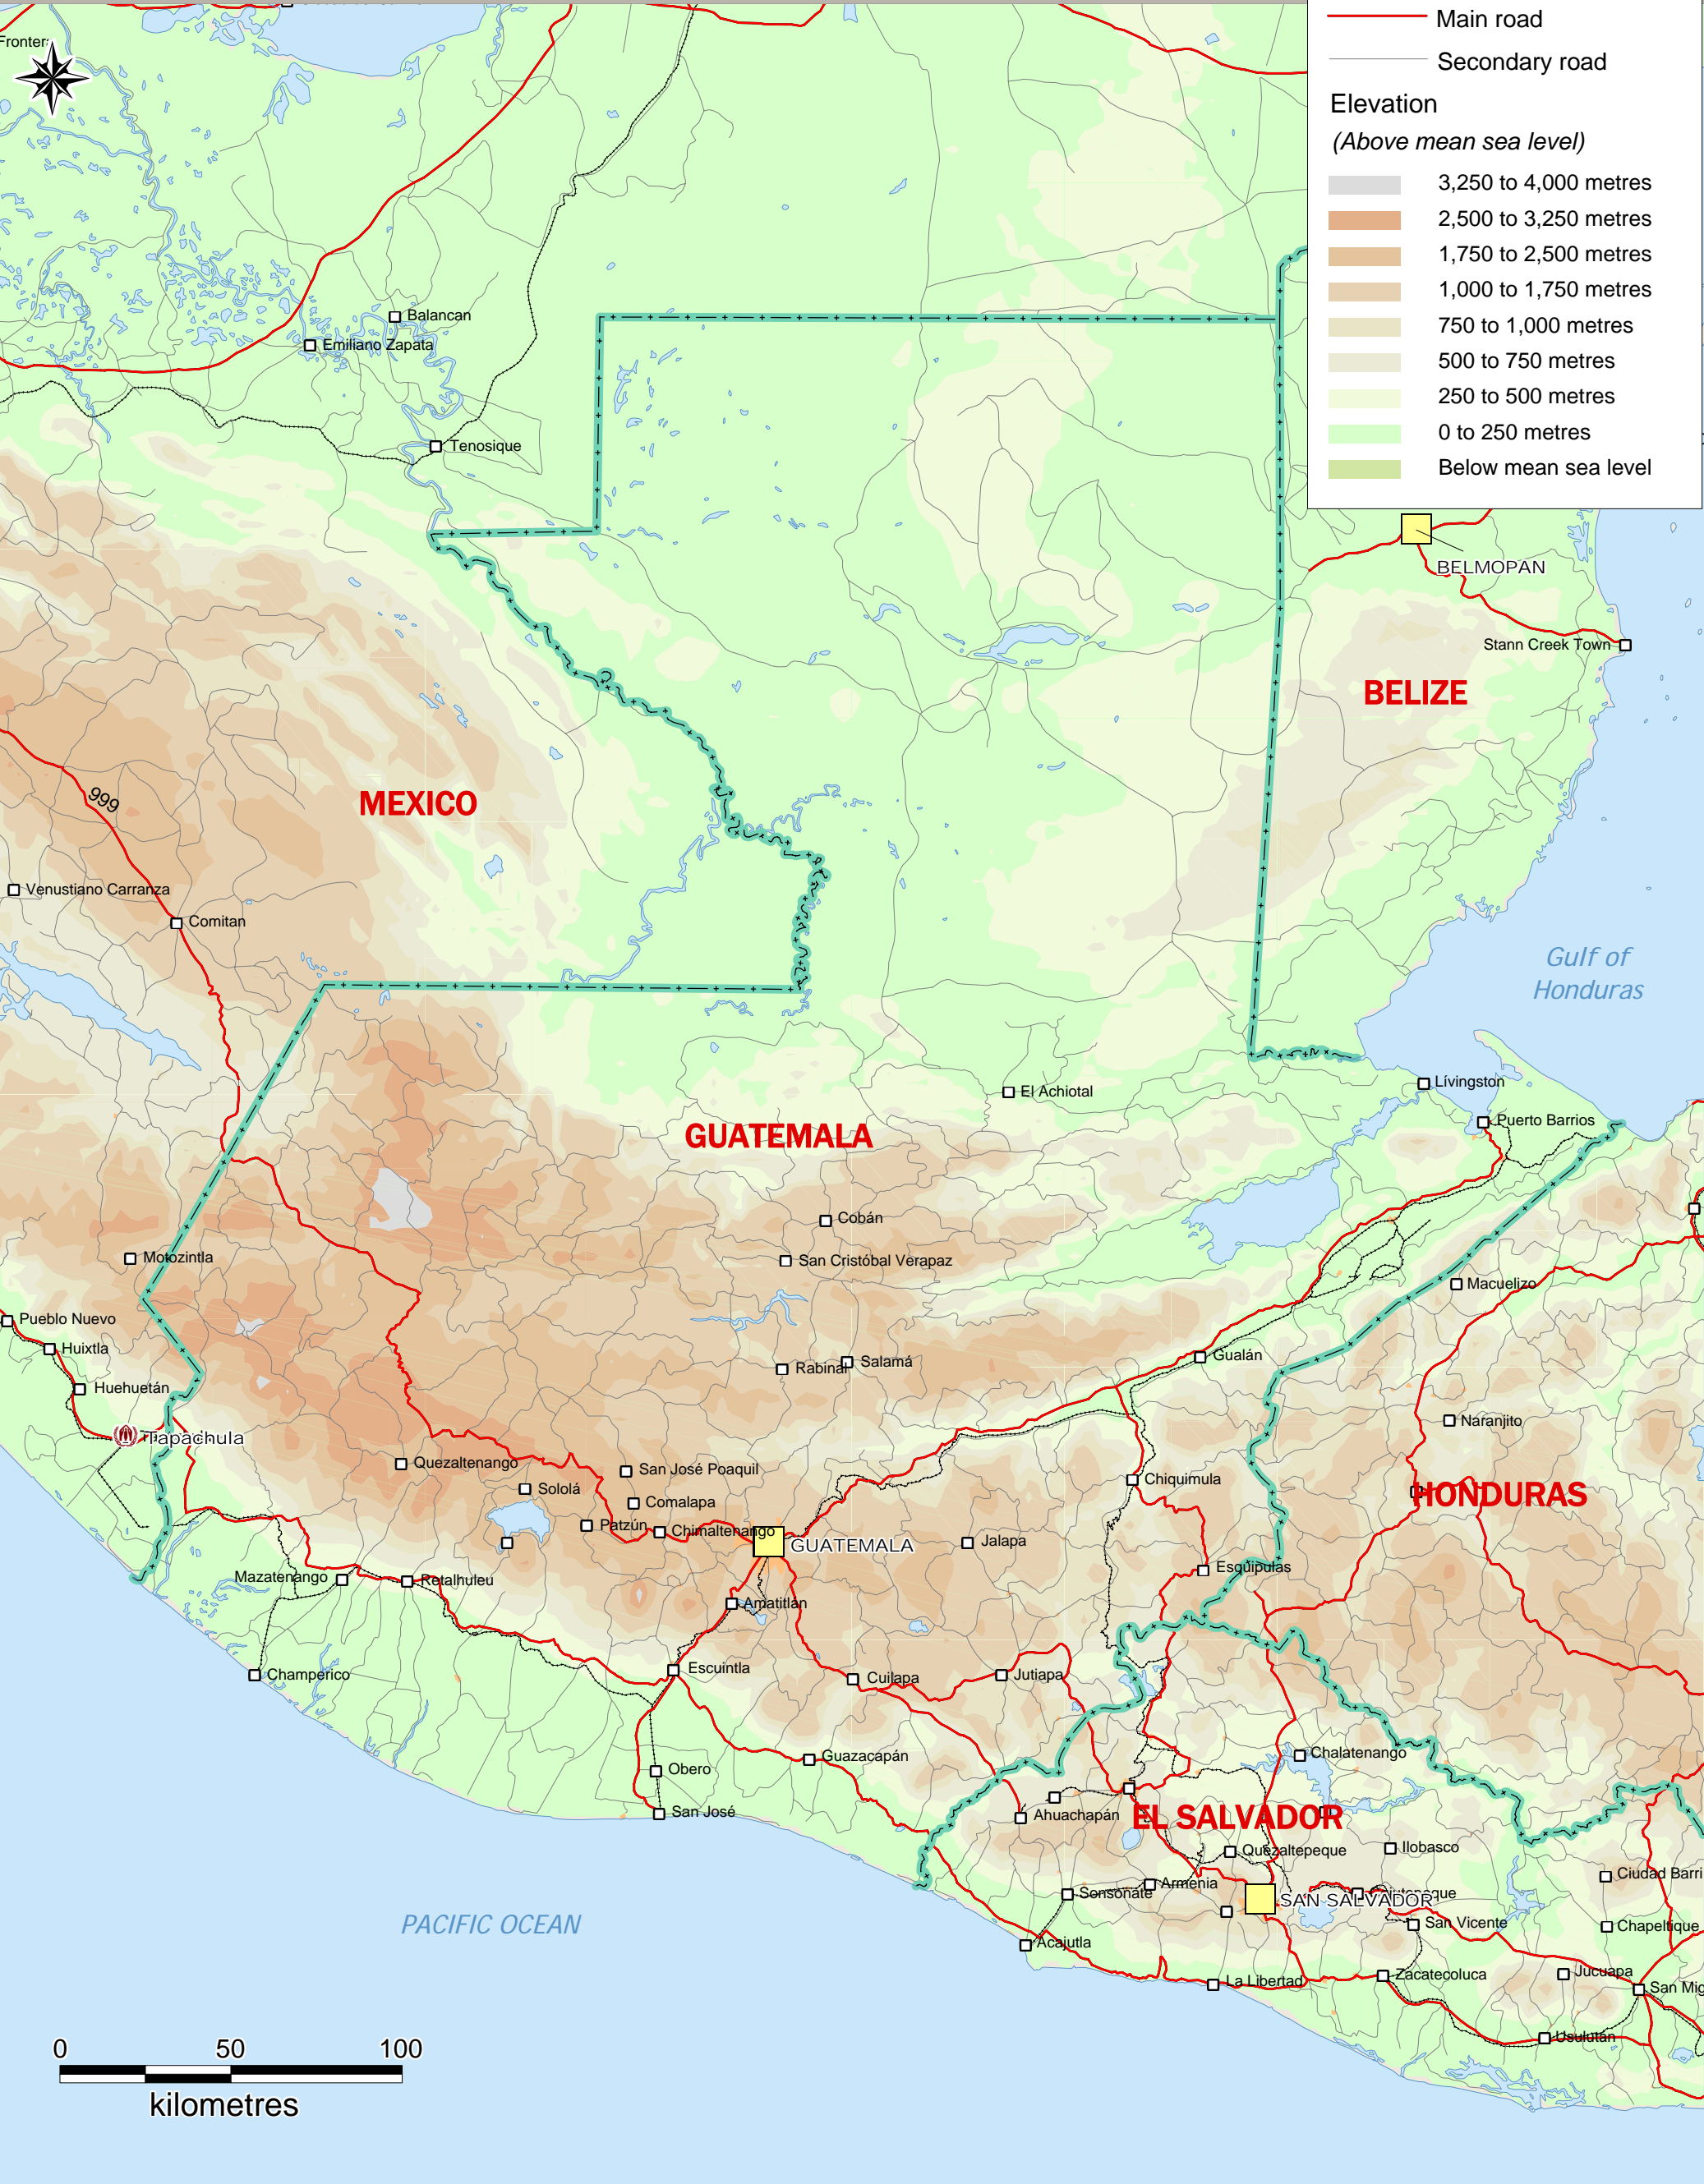 Main road
Secondary road
Elevation
(Above mean sea level)
3,250 to 4,000 metres
2,500 to 3,250 metres
1,750 to 2,500 metres
1,000 to 1,750 metres
750 to 1,000 metres
500 to 750 metres
250 to 500 metres
0 to 250 metres
Below mean sea level
Balancan
Emiliano Zapata
Tenosique
BELMOPAN
Stann Creek Town
BELIZE
MEXICO
999
Venustiano Carranza
Comitan
Gulf of
Honduras
El Achiotal
Lívingston
Puerto Barrios
GUATEMALA
Cobán
San Cristóbal Verapaz
Motozintla
Macuelizo
Pueblo Nuevo
Huixtla
Gualán
Rabinal
Salamá
Huehuetán
Naranjito
Tapachula
Quezaltenango
San José Poaquil
Chiquimula
Sololá
Comalapa
HONDURAS
Patzún
Chimaltenango
GUATEMALA
Jalapa
Esquipulas
Mazatenango
Retalhuleu
Amatitlán
Champerico
Escuintla
Cuilapa
Jutiapa
Guazacapán
Chalatenango
Obero
San José
Ahuachapán
EL SALVADOR
Quezaltepeque
Ilobasco
Ciudad Barri
Sonsonate
Armenia
SAN SALVADOR
San Vicente
Chapeltique
PACIFIC OCEAN
Acajutla
La Libertad
Zacatecoluca
Jucuapa
San Mig
Usulután
0 50 100
kilometres